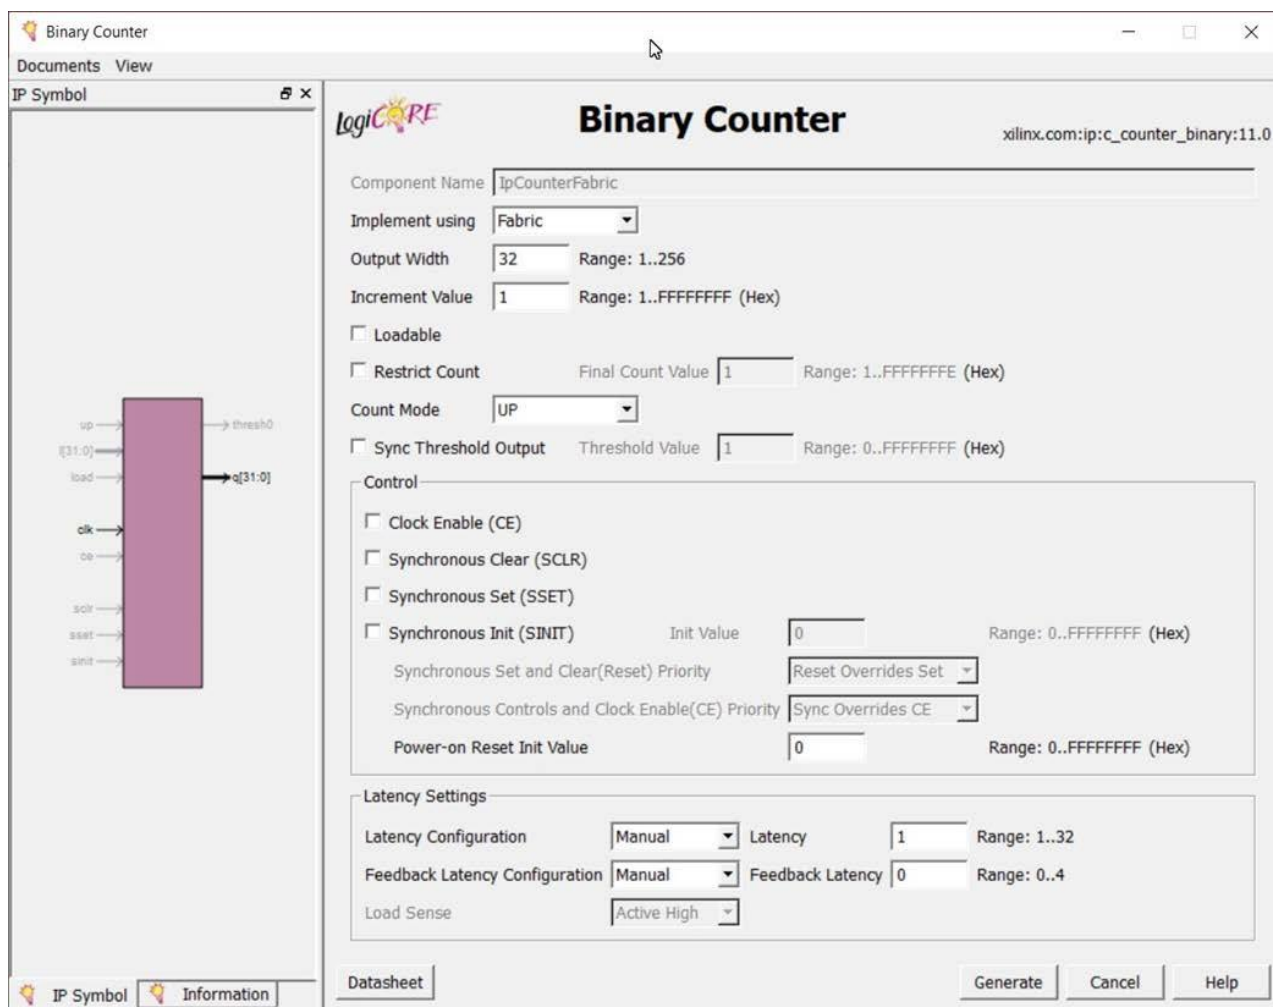 Binary Counter
Documents View
IP Symbol
up
l[31:0]
load
clk
ce
sclr
sset
sinit
thresh0
q[31:0]
IP Symbol Information
LogiCORE
Binary Counter
xilinx.com:ip:c_counter_binary:11.0
Component Name IpCounterFabric
Implement using Fabric
Output Width 32 Range: 1..256
Increment Value 1 Range: 1..FFFFFFFF (Hex)
Loadable
Restrict Count Final Count Value 1 Range: 1..FFFFFFFE (Hex)
Count Mode UP
Sync Threshold Output Threshold Value 1 Range: 0..FFFFFFFF (Hex)
Control
Clock Enable (CE)
Synchronous Clear (SCLR)
Synchronous Set (SSET)
Synchronous Init (SINIT) Init Value 0 Range: 0..FFFFFFFF (Hex)
Synchronous Set and Clear(Reset) Priority Reset Overrides Set
Synchronous Controls and Clock Enable(CE) Priority Sync Overrides CE
Power-on Reset Init Value 0 Range: 0..FFFFFFFF (Hex)
Latency Settings
Latency Configuration Manual Latency 1 Range: 1..32
Feedback Latency Configuration Manual Feedback Latency 0 Range: 0..4
Load Sense Active High
Datasheet Generate Cancel Help